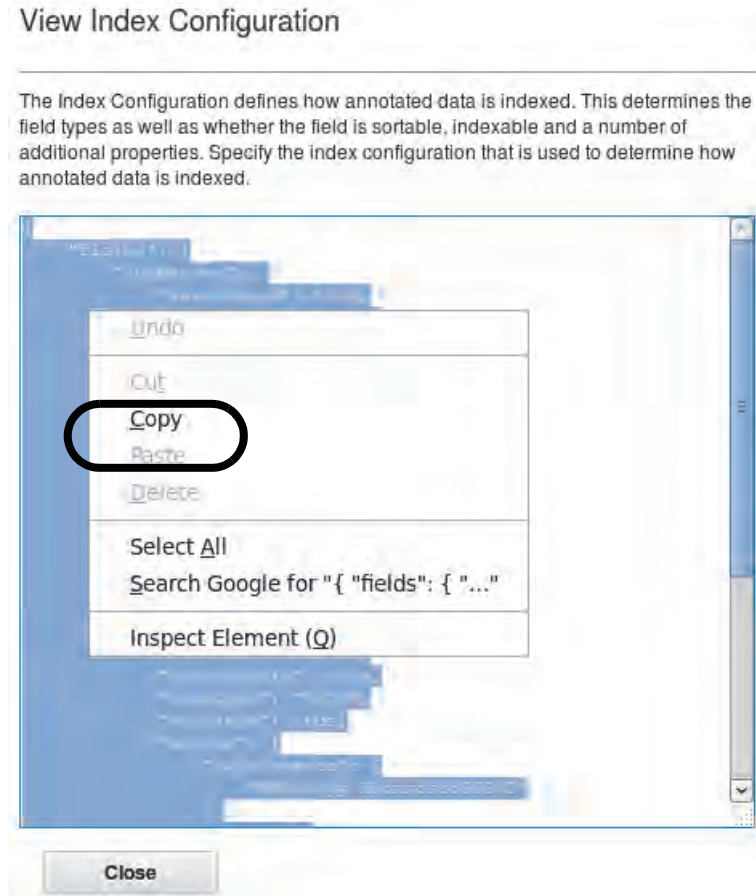 View Index Configuration
The Index Configuration defines how annotated data is indexed. This determines the
field types as well as whether the field is sortable, indexable and a number of
additional properties. Specify the index configuration that is used to determine how
annotated data is indexed.
Undo
Cut
Copy
Paste
Delete
Select All
Search Google for "{ "fields": { "..."
Inspect Element (Q)
Close